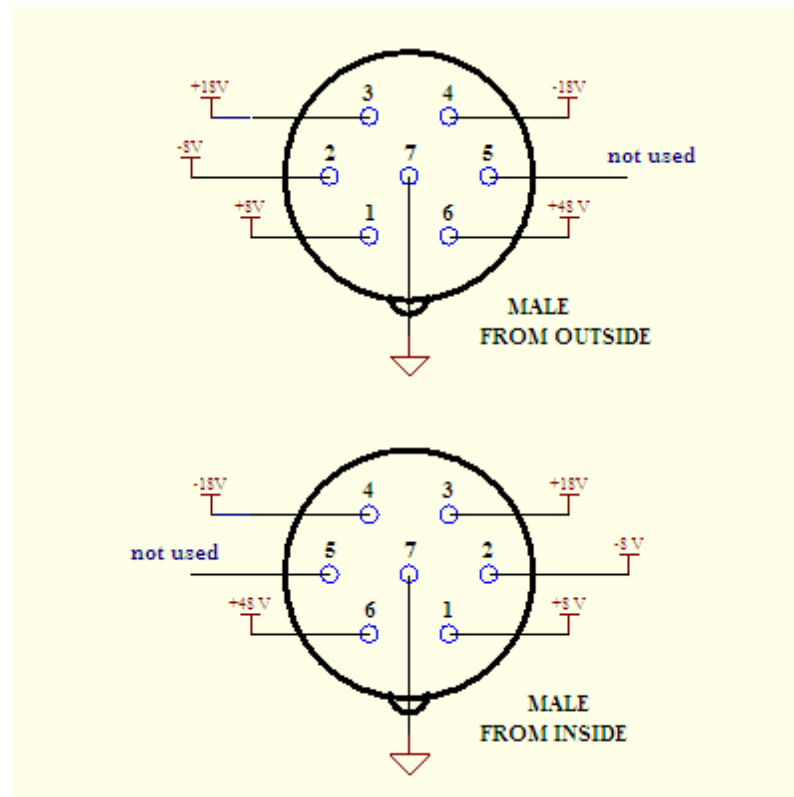 +18V 3 4 -18V
-8V 2 7 5 not used
+8V 1 6 +48 V
MALE
FROM OUTSIDE
-18V 4 3 +18V
not used 5 7 2 -8 V
+48 V 6 1 +8 V
MALE
FROM INSIDE